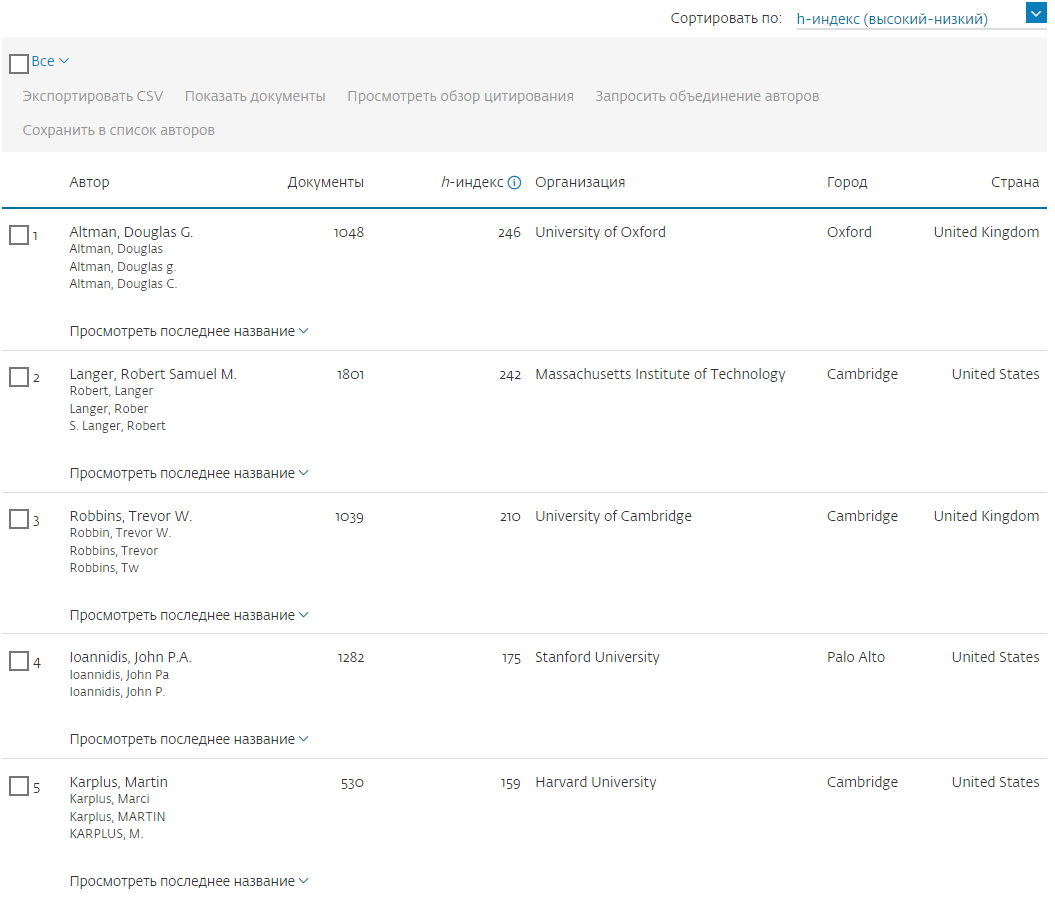 Сортировать по: h-индекс (высокий-низкий)
Все
Экспортировать CSV Показать документы Просмотреть обзор цитирования Запросить объединение авторов
Сохранить в список авторов
Автор Документы h-индекс Организация Город Страна
1 Altman, Douglas G. 1048 246 University of Oxford Oxford United Kingdom
Altman, Douglas
Altman, Douglas g.
Altman, Douglas C.
Просмотреть последнее название
2 Langer, Robert Samuel M. 1801 242 Massachusetts Institute of Technology Cambridge United States
Robert, Langer
Langer, Rober
S. Langer, Robert
Просмотреть последнее название
3 Robbins, Trevor W. 1039 210 University of Cambridge Cambridge United Kingdom
Robbin, Trevor W.
Robbins, Trevor
Robbins, Tw
Просмотреть последнее название
4 Ioannidis, John P.A. 1282 175 Stanford University Palo Alto United States
Ioannidis, John Pa
Ioannidis, John P.
Просмотреть последнее название
5 Karplus, Martin 530 159 Harvard University Cambridge United States
Karplus, Marci
Karplus, MARTIN
KARPLUS, M.
Просмотреть последнее название